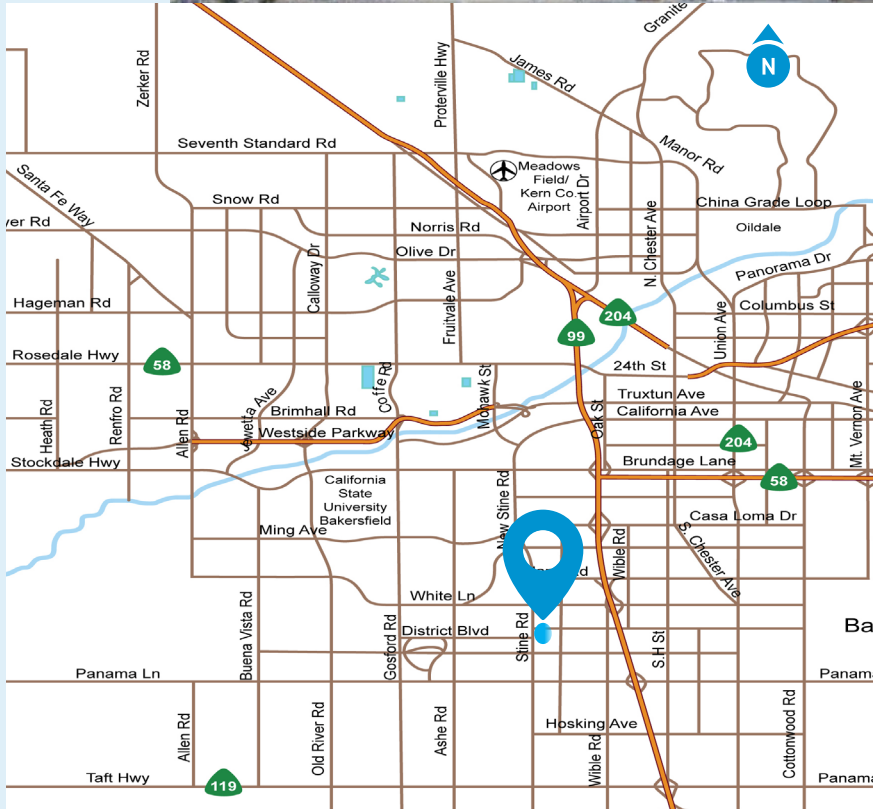 Granite
N
Zerker Rd
Proterville Hwy
James Rd
Seventh Standard Rd
Manor Rd
Meadows
Field/
Kern Co.
Airport
Airport Dr
Santa Fe Way
Snow Rd
N. Chester Ave
China Grade Loop
ver Rd
Norris Rd
Oildale
Olive Dr
Calloway Dr
Panorama Dr
Hageman Rd
Fruitvale Ave
Columbus St
204
Union Ave
99
Rosedale Hwy
58
24th St
Coffe Rd
Mohawk St
Truxtun Ave
Heath Rd
Renfro Rd
Allen Rd
Jewetta Ave
Brimhall Rd
Oak St
California Ave
Mt. Vernon Ave
Westside Parkway
204
Stockdale Hwy
Brundage Lane
58
California
State
University
Bakersfield
New Stine Rd
Casa Loma Dr
Ming Ave
Wible Rd
S. Chester Ave
Rd
White Ln
Buena Vista Rd
Gosford Rd
District Blvd
Stine Rd
S.H St
Ba
Panama Ln
Panam
Allen Rd
Old River Rd
Ashe Rd
Hosking Ave
Wible Rd
Cottonwood Rd
Taft Hwy
119
Panam